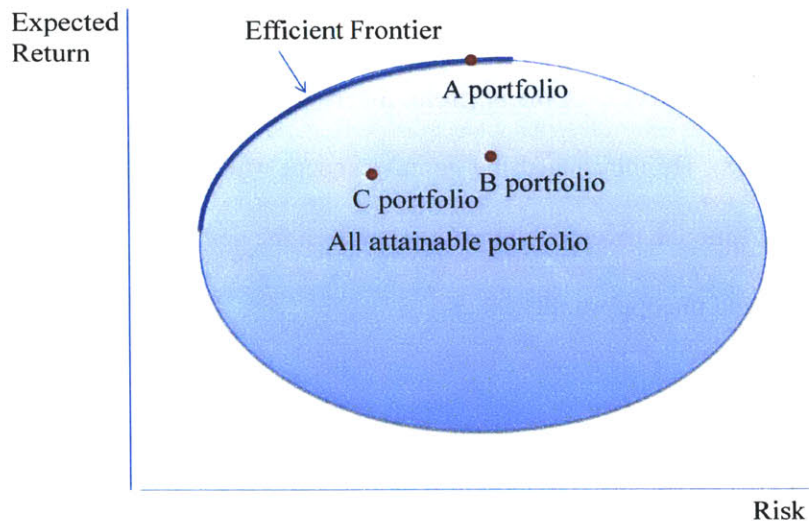 Expected
Return
Efficient Frontier
A portfolio
B portfolio
C portfolio
All attainable portfolio
Risk